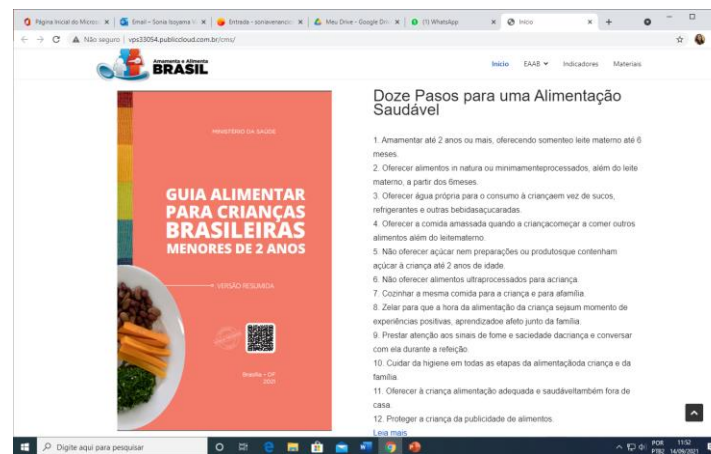 Página Inicial do Micros
Email – Sonia Isoyama V
Entrada - soniavenanci
Meu Drive - Google Dri
(1) WhatsApp
Início
Não seguro | vps33054.publiccloud.com.br/cms/
Amamenta e Alimenta
BRASIL
Início EAAB Indicadores Materiais
MINISTÉRIO DA SAÚDE
GUIA ALIMENTAR
PARA CRIANÇAS
BRASILEIRAS
MENORES DE 2 ANOS
VERSÃO RESUMIDA
Brasília – DF
2021
Doze Pasos para uma Alimentação
Saudável
1. Amamentar até 2 anos ou mais, oferecendo somenteo leite materno até 6
meses.
2. Oferecer alimentos in natura ou minimamenteprocessados, além do leite
materno, a partir dos 6meses.
3. Oferecer água própria para o consumo à criançaem vez de sucos,
refrigerantes e outras bebidasaçucaradas.
4. Oferecer a comida amassada quando a criançacomeçar a comer outros
alimentos além do leitematerno.
5. Não oferecer açúcar nem preparações ou produtosque contenham
açúcar à criança até 2 anos de idade.
6. Não oferecer alimentos ultraprocessados para acriança.
7. Cozinhar a mesma comida para a criança e para afamília.
8. Zelar para que a hora da alimentação da criança sejaum momento de
experiências positivas, aprendizadoe afeto junto da família.
9. Prestar atenção aos sinais de fome e saciedade dacriança e conversar
com ela durante a refeição.
10. Cuidar da higiene em todas as etapas da alimentaçãoda criança e da
família.
11. Oferecer à criança alimentação adequada e saudáveltambém fora de
casa.
12. Proteger a criança da publicidade de alimentos.
Leia mais
Digite aqui para pesquisar
POR
PTB2
11:52
14/09/2021